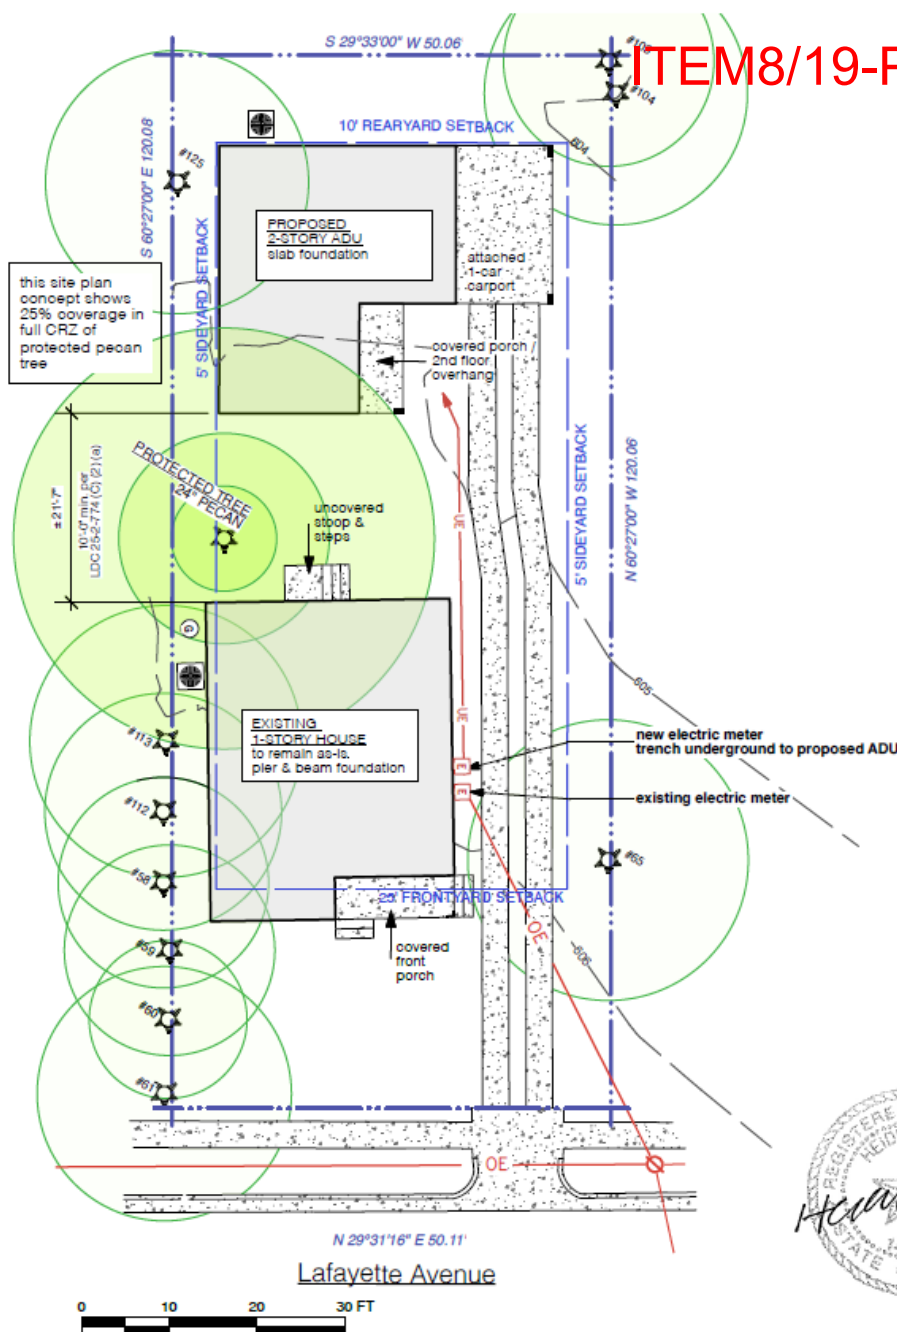 S 29°33'00" W 50.06'
ITEM8/19-
#104
604
10' REARYARD SETBACK
#125
S 60°27'00" E 120.08'
5' SIDEYARD SETBACK
PROPOSED
2-STORY ADU
slab foundation
attached
1-car
carport
this site plan
concept shows
25% coverage in
full CRZ of
protected pecan
tree
covered porch /
2nd floor
overhang
±21'-7"
10'-0" min. per
LDC 25-2-774 (C) (2) (a)
PROTECTED TREE
24" PECAN
uncovered
stoop &
steps
UE
5' SIDEYARD SETBACK
N 60°27'00" W 120.06'
G
605
UE
#113
EXISTING
1-STORY HOUSE
to remain as-is.
pier & beam foundation
new electric meter
trench underground to proposed ADU
E
E
existing electric meter
#112
#65
#58
25' FRONTYARD SETBACK
OE
606
#59
covered
front
porch
#60
#61
OE
REGISTERE
HEID
STATE
N 29°31'16" E 50.11'
Lafayette Avenue
0 10 20 30 FT